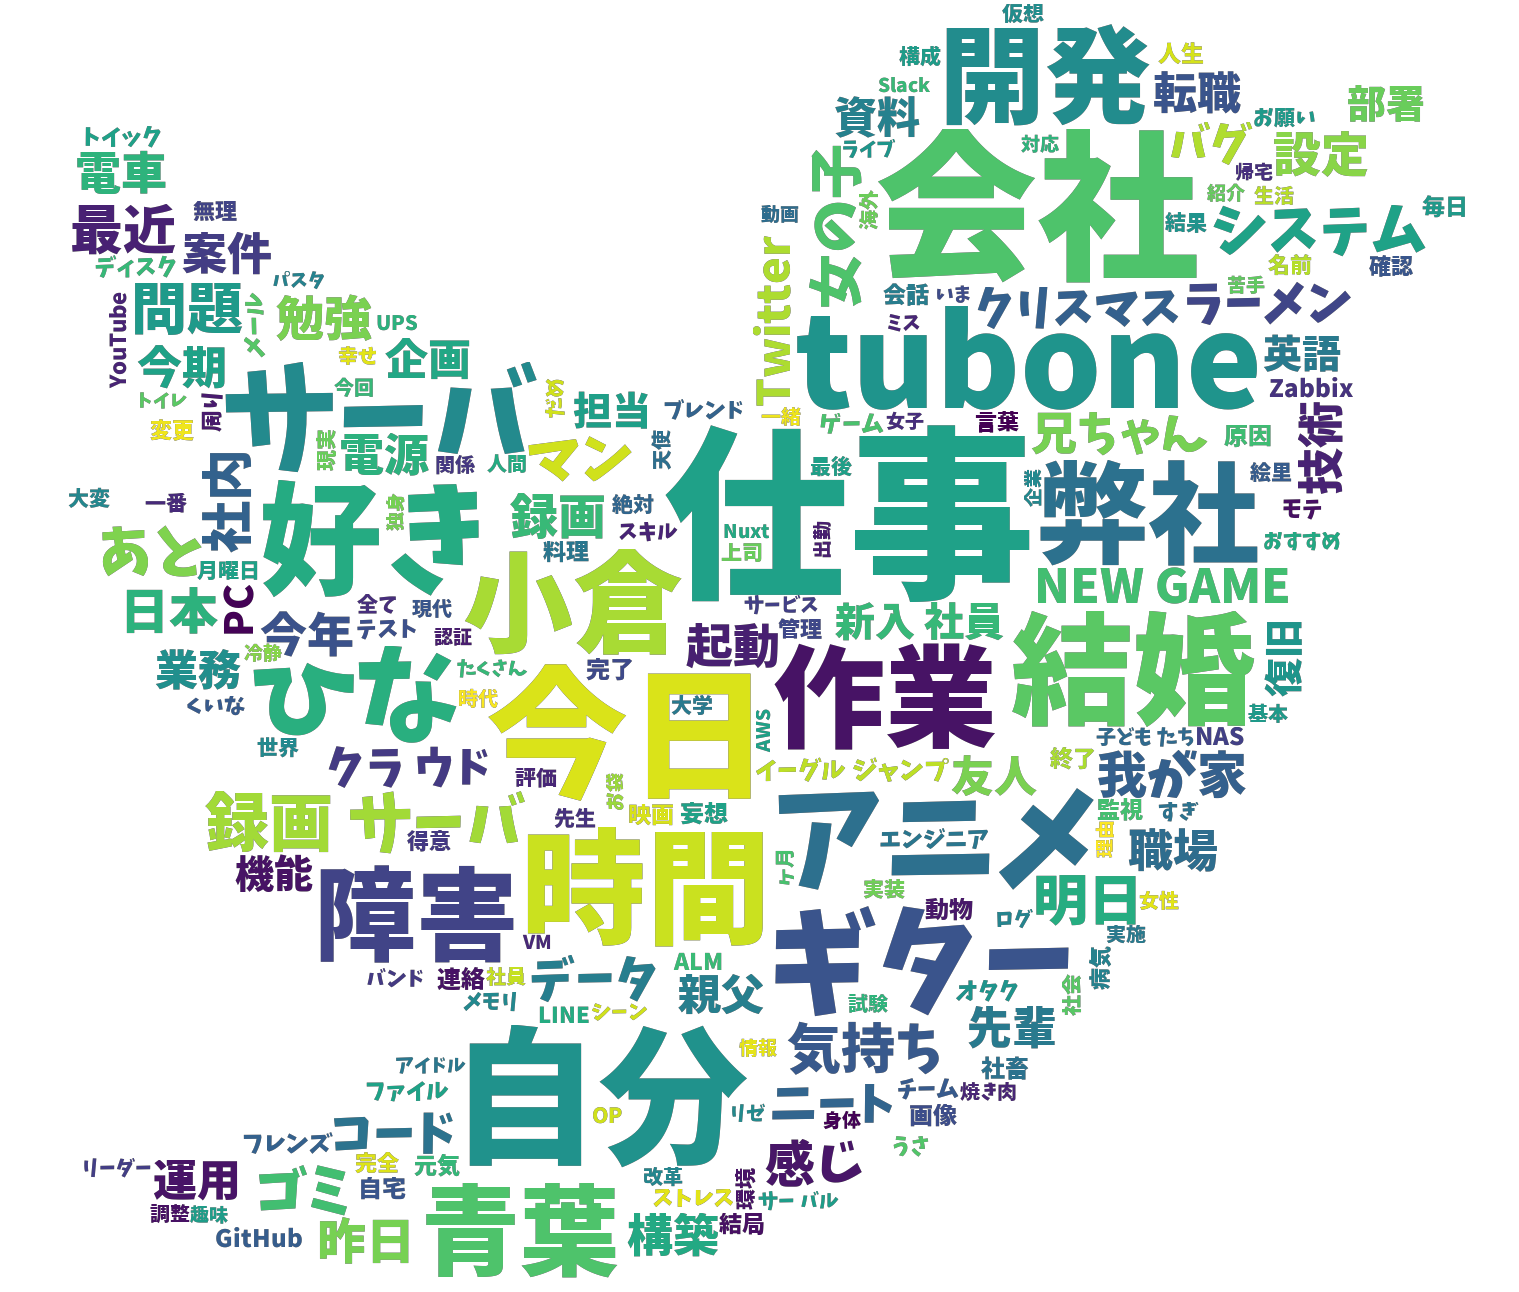 仮想
開発
構成
人生
Slack
転職
資料
部署
お願い
トイック
バグ
設定
ライブ
対応
会社
電車
女の子
帰宅
紹介
生活
海外
毎日
無理
最近
動画
結果
システム
案件
ディスク
名前
確認
パスタ
問題
メール
勉強
UPS
会話
いま
クリスマス
ラーメン
苦手
YouTube
Twitter
ミス
tubone
今期
幸せ
企画
英語
今回
サーバ
Zabbix
トイレ
周り
だめ
担当
ブレンド
一緒
ゲーム
女子
言葉
兄ちゃん
原因
技術
変更
現実
電源
関係
人間
マン
天使
仕事
最後
企業
弊社
絵里
社内
大変
一番
好き
独身
録画
絶対
スキル
Nuxt
出勤
モテ
あと
月曜日
料理
上司
おすすめ
日本
PC
小倉
NEW GAME
全て
現代
サービス
今年
テスト
認証
起動
管理
新入 社員
結婚
復旧
業務
冷静
ひな
たくさん
完了
今日
作業
くいな
時代
大学
AWS
基本
世界
子ども たち
NAS
クラウド
評価
イーグル ジャンプ
友人
終了
我が家
お袋
録画 サーバ
先生
映画
妄想
アニメ
監視
すぎ
得意
エンジニア
理由
職場
機能
時間
ヶ月
障害
実装
明日
女性
動物
ログ
実施
VM
ギター
バンド
連絡
社員
データ
ALM
病気
メモリ
親父
オタク
社会
LINE
シーン
試験
先輩
自分
気持ち
情報
アイドル
社畜
ファイル
ニート
チーム
焼き肉
OP
リゼ
身体
画像
フレンズ
コード
うさ
リーダー
運用
完全
元気
感じ
ゴミ
自宅
改革
環境
調整
趣味
青葉
ストレス
サー バル
GitHub
昨日
構築
結局